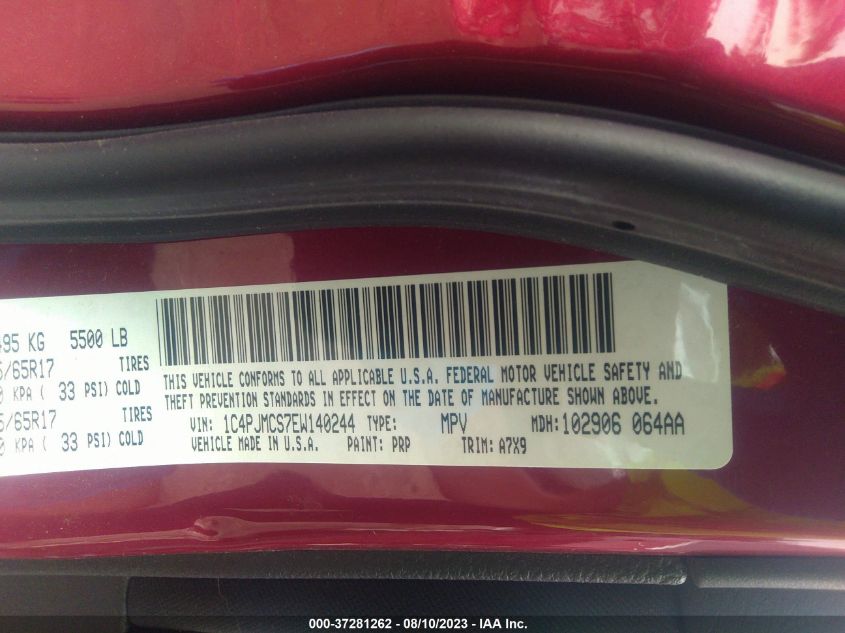 495 KG 5500 LB
/65R17 TIRES
KPA ( 33 PSI) COLD
/65R17 TIRES
KPA ( 33 PSI) COLD
THIS VEHICLE CONFORMS TO ALL APPLICABLE U.S.A. FEDERAL MOTOR VEHICLE SAFETY AND
THEFT PREVENTION STANDARDS IN EFFECT ON THE DATE OF MANUFACTURE SHOWN ABOVE.
VIN: 1C4PJMCS7EW140244 TYPE: MPV MDH:102906 064AA
VEHICLE MADE IN U.S.A. PAINT: PRP TRIM: A7X9
000-37281262 - 08/10/2023 - IAA Inc.